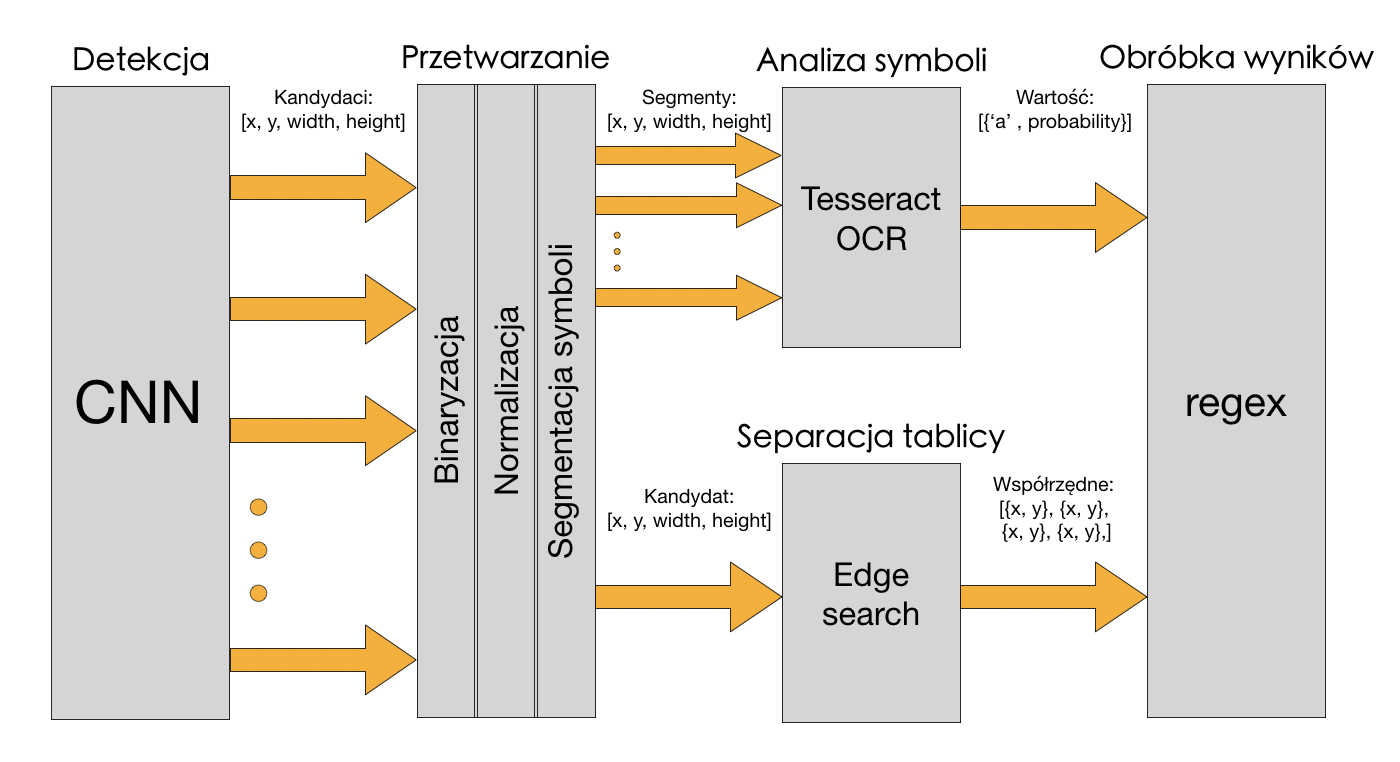 Detekcja
CNN
Kandydaci:
[x, y, width, height]
Przetwarzanie
Binaryzacja
Normalizacja
Segmentacja symboli
Segmenty:
[x, y, width, height]
Analiza symboli
Tesseract
OCR
Wartość:
[{‘a’ , probability}]
Kandydat:
[x, y, width, height]
Separacja tablicy
Edge
search
Współrzędne:
[{x, y}, {x, y},
{x, y}, {x, y},]
Obróbka wyników
regex